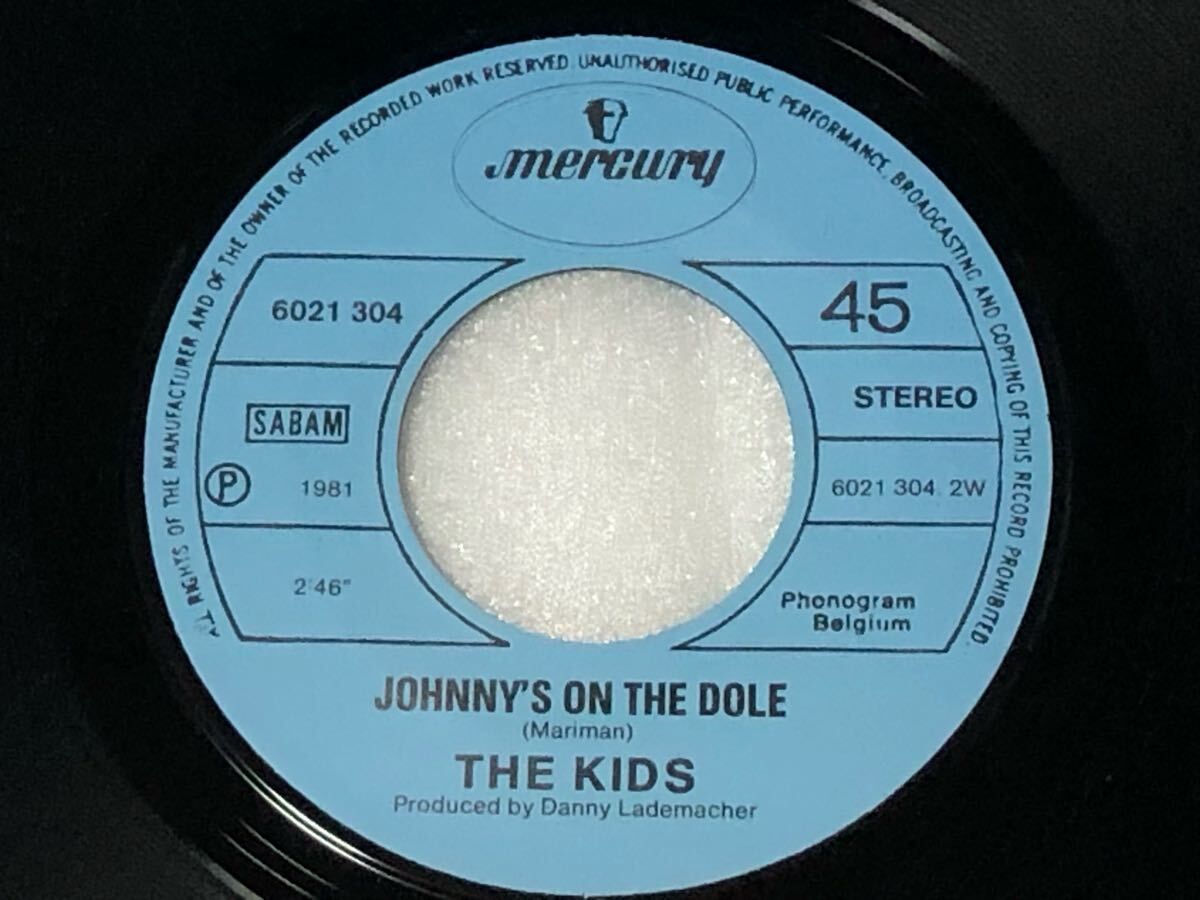 ALL RIGHTS OF THE MANUFACTURER AND OF THE OWNER OF THE RECORDED WORK RESERVED. UNAUTHORISED PUBLIC PERFORMANCE, BROADCASTING AND COPYING OF THIS RECORD PROHIBITED.
mercury
6021 304
45
STEREO
SABAM
P 1981
6021 304. 2W
2'46"
Phonogram
Belgium
JOHNNY'S ON THE DOLE
(Mariman)
THE KIDS
Produced by Danny Lademacher